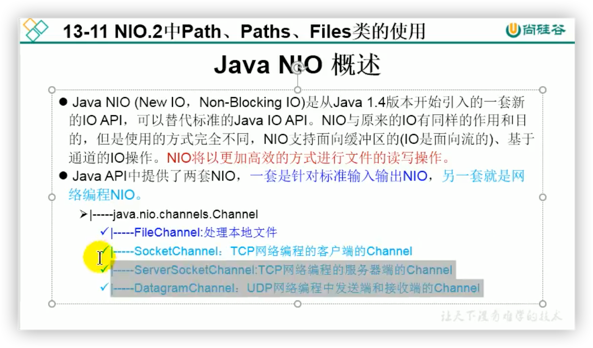 13-11 NIO.2中Path、Paths、Files类的使用
尚硅谷
Java NIO 概述
● Java NIO (New IO，Non-Blocking IO)是从Java 1.4版本开始引入的一套新
的IO API，可以替代标准的Java IO API。NIO与原来的IO有同样的作用和目
的，但是使用的方式完全不同，NIO支持面向缓冲区的(IO是面向流的)、基于
通道的IO操作。NIO将以更加高效的方式进行文件的读写操作。
● Java API中提供了两套NIO，一套是针对标准输入输出NIO，另一套就是网
络编程NIO。
➢ |-----java.nio.channels.Channel
✓ |-----FileChannel:处理本地文件
✓ |-----SocketChannel：TCP网络编程的客户端的Channel
✓ |-----ServerSocketChannel:TCP网络编程的服务器端的Channel
✓ |-----DatagramChannel：UDP网络编程中发送端和接收端的Channel
让天下没有难学的技术